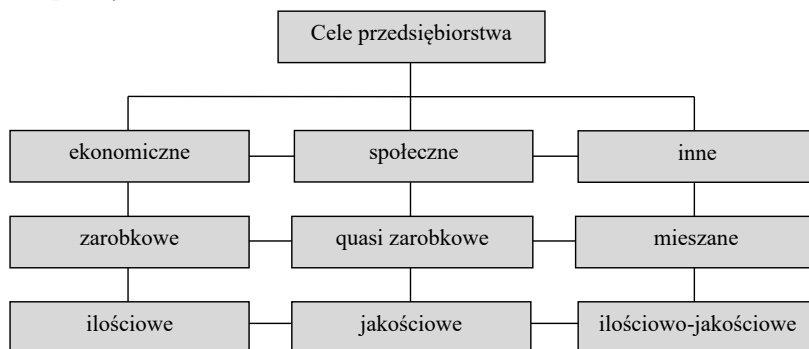 Cele przedsiębiorstwa
ekonomiczne
społeczne
inne
zarobkowe
quasi zarobkowe
mieszane
ilościowe
jakościowe
ilościowo-jakościowe